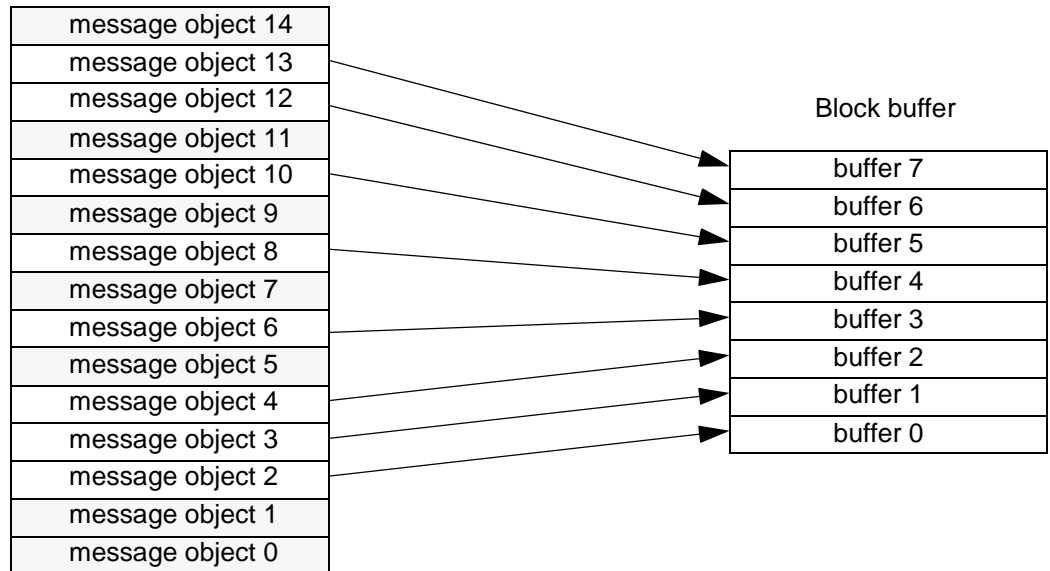 message object 14
message object 13
message object 12
message object 11
message object 10
message object 9
message object 8
message object 7
message object 6
message object 5
message object 4
message object 3
message object 2
message object 1
message object 0
Block buffer
buffer 7
buffer 6
buffer 5
buffer 4
buffer 3
buffer 2
buffer 1
buffer 0